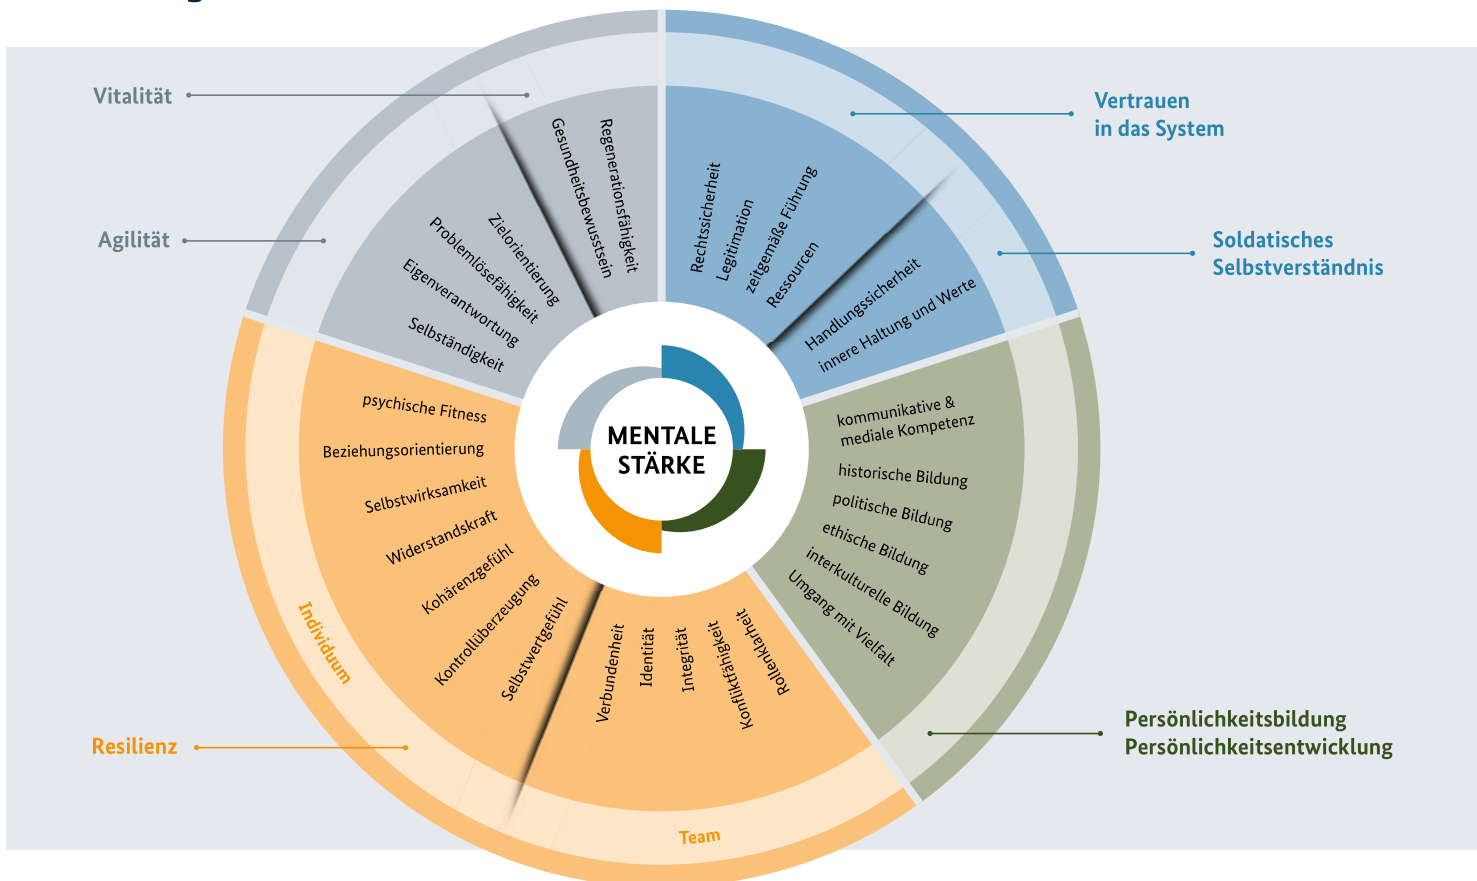 Vitalität
Agilität
Vertrauen
in das System
Soldatisches
Selbstverständnis
Regenerationsfähigkeit
Gesundheitsbewusstsein
Zielorientierung
Problemlösefähigkeit
Eigenverantwortung
Selbständigkeit
Rechtssicherheit
Legitimation
zeitgemäße Führung
Ressourcen
Handlungssicherheit
innere Haltung und Werte
MENTALE
STÄRKE
psychische Fitness
Beziehungsorientierung
Selbstwirksamkeit
Widerstandskraft
Kohärenzgefühl
Kontrollüberzeugung
Selbstwertgefühl
kommunikative &
mediale Kompetenz
historische Bildung
politische Bildung
ethische Bildung
interkulturelle Bildung
Umgang mit Vielfalt
Verbundenheit
Identität
Integrität
Konfliktfähigkeit
Rollenklarheit
Individuum
Team
Resilienz
Persönlichkeitsbildung
Persönlichkeitsentwicklung